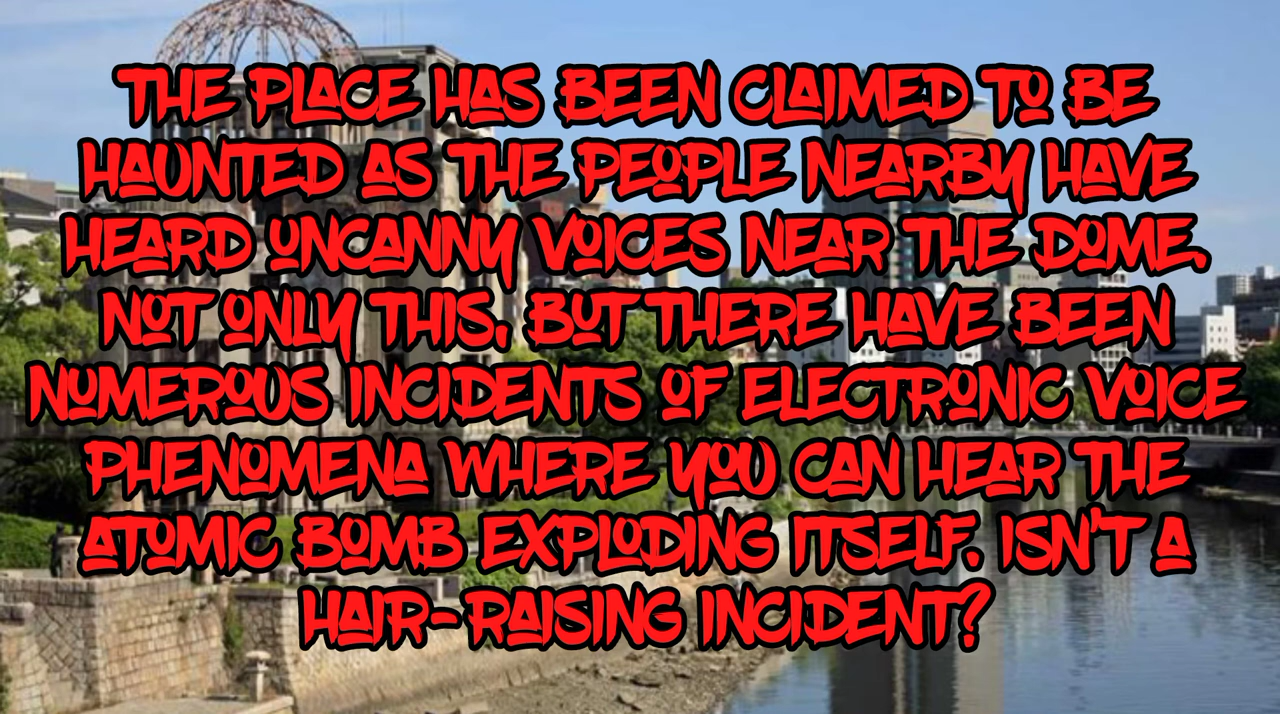 THE PLACE HAS BEEN CLAIMED TO BE
HAUNTED AS THE PEOPLE NEARBY HAVE
HEARD UNCANNY VOICES NEAR THE DOME.
NOT ONLY THIS, BUT THERE HAVE BEEN
NUMEROUS INCIDENTS OF ELECTRONIC VOICE
PHENOMENA WHERE YOU CAN HEAR THE
ATOMIC BOMB EXPLODING ITSELF. ISN'T A
HAIR-RAISING INCIDENT?